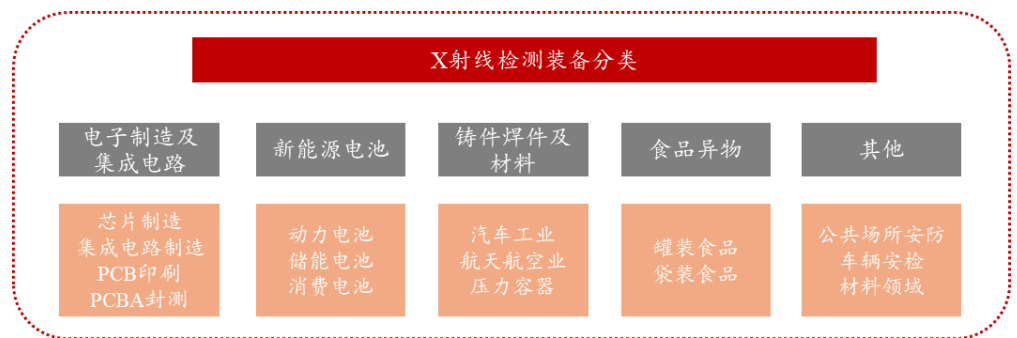 X射线检测装备分类
电子制造及
集成电路
新能源电池
铸件焊件及
材料
食品异物
其他
芯片制造
集成电路制造
PCB印刷
PCBA封测
动力电池
储能电池
消费电池
汽车工业
航天航空业
压力容器
罐装食品
袋装食品
公共场所安防
车辆安检
材料领域